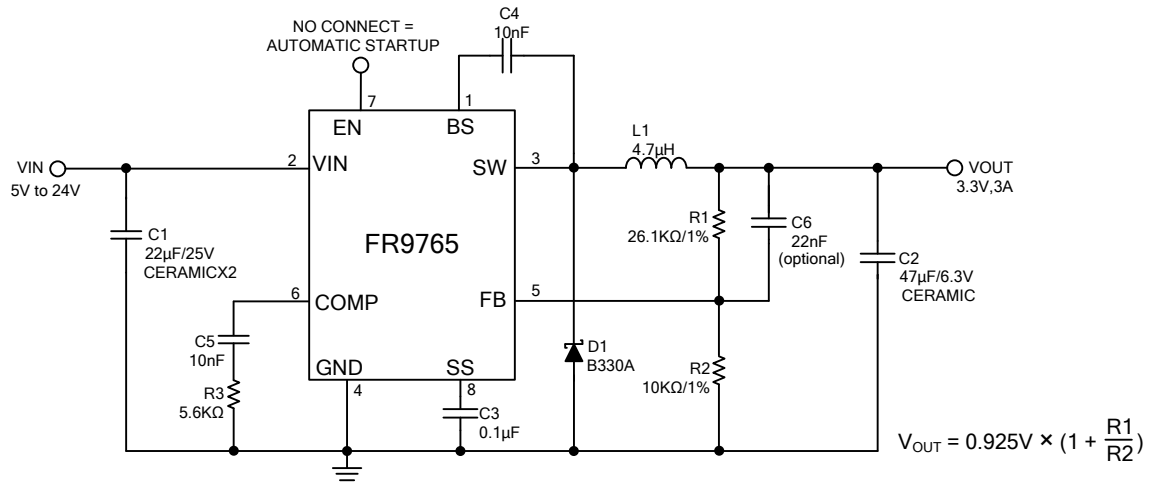 C4
10nF
NO CONNECT =
AUTOMATIC STARTUP
7
1
EN
BS
L1
4.7µH
VIN
5V to 24V
2
VIN
SW
3
VOUT
3.3V,3A
C1
22µF/25V
CERAMICX2
FR9765
R1
26.1KΩ/1%
C6
22nF
(optional)
C2
47µF/6.3V
CERAMIC
6
COMP
FB
5
C5
10nF
R3
5.6KΩ
GND
SS
4
8
C3
0.1µF
D1
B330A
R2
10KΩ/1%
VOUT = 0.925V × (1 + R1/R2)